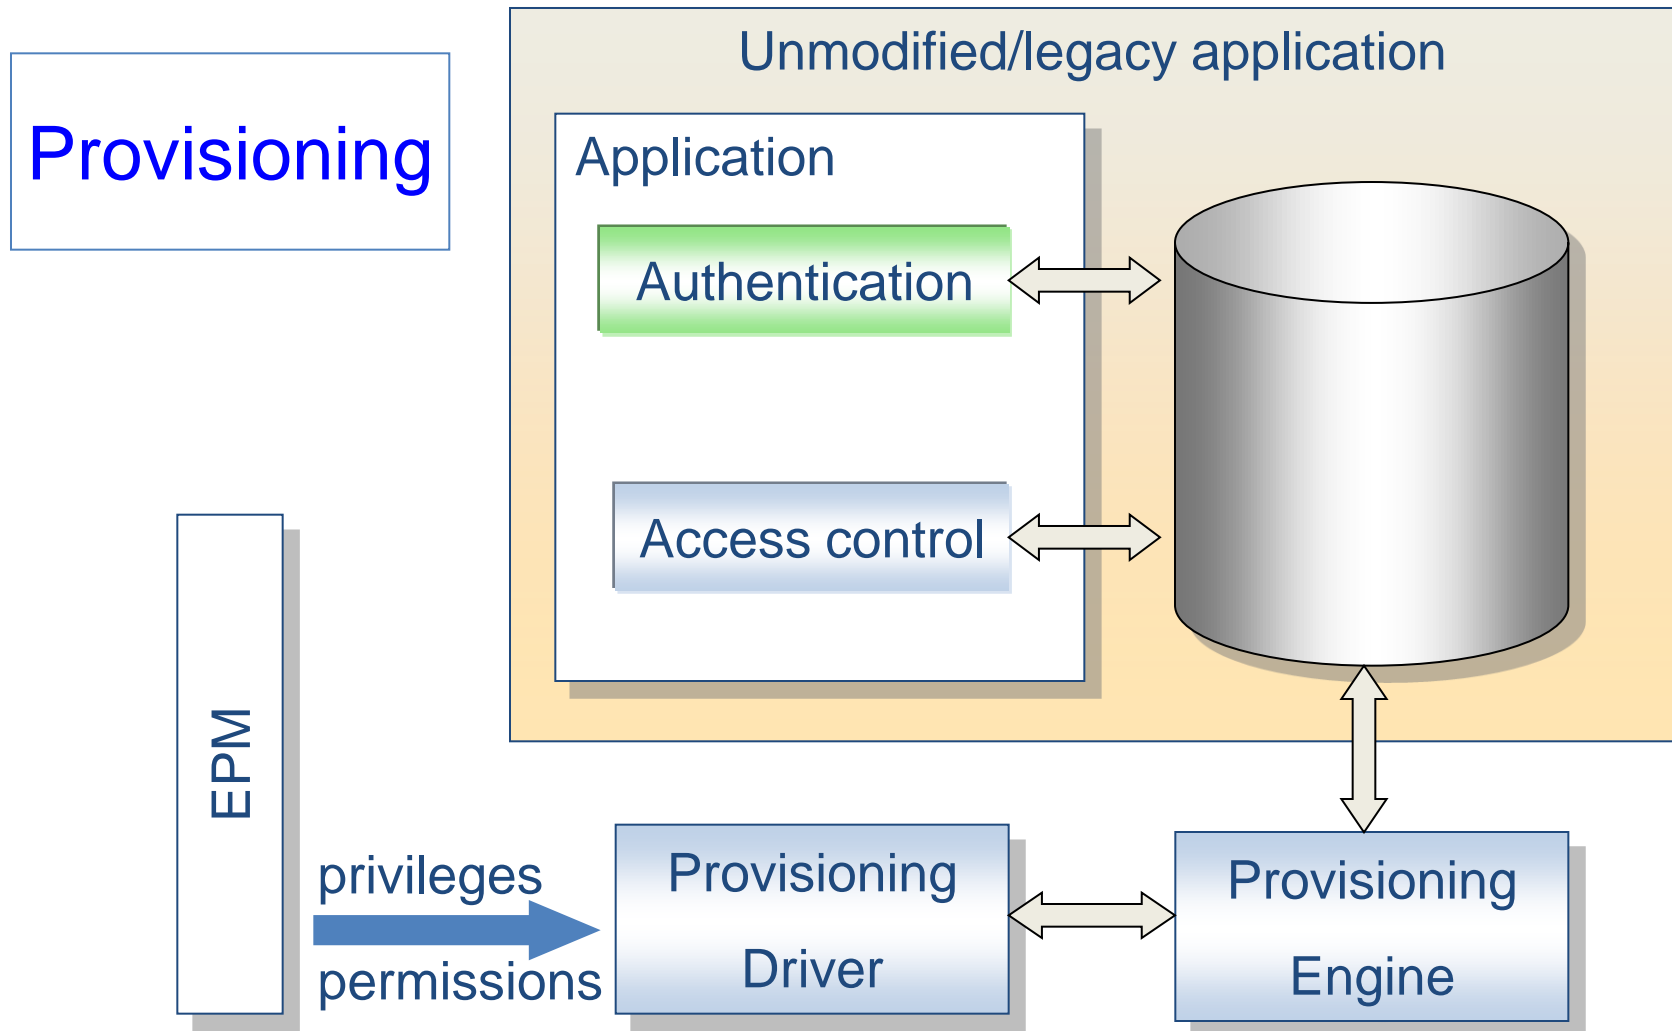 Unmodified/legacy application
Provisioning
Application
Authentication
Access control
EPM
privileges
permissions
Provisioning
Driver
Provisioning
Engine